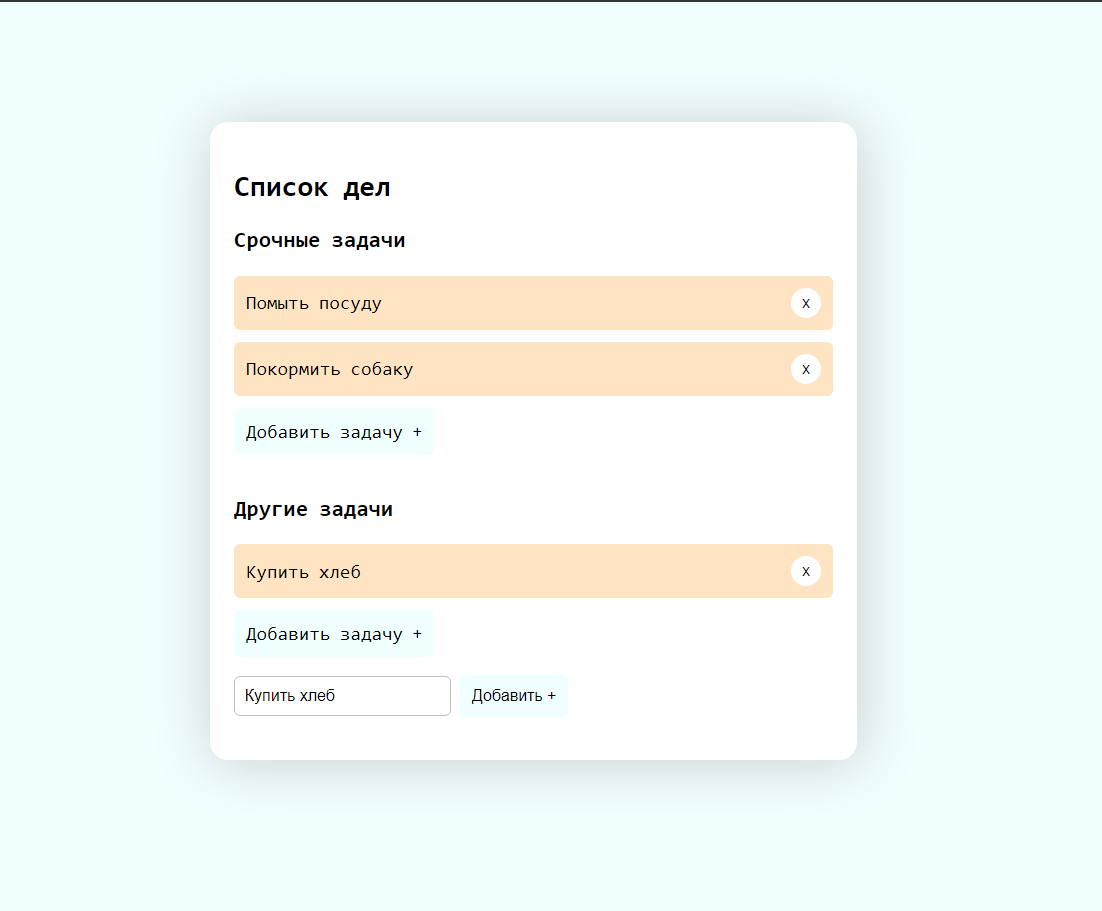 Список дел
Срочные задачи
Помыть посуду X
Покормить собаку X
Добавить задачу +
Другие задачи
Купить хлеб X
Добавить задачу +
Купить хлеб Добавить +